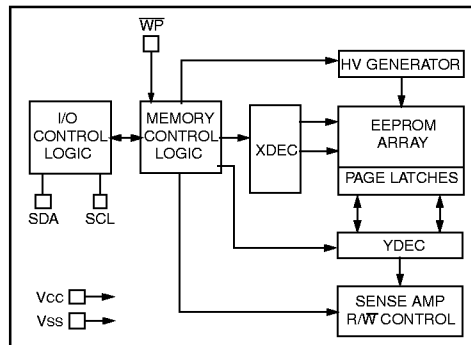 W̅P̅
HV GENERATOR
I/O
CONTROL
LOGIC
MEMORY
CONTROL
LOGIC
XDEC
EEPROM
ARRAY
PAGE LATCHES
SDA
SCL
YDEC
Vcc
Vss
SENSE AMP
R/W̅ CONTROL